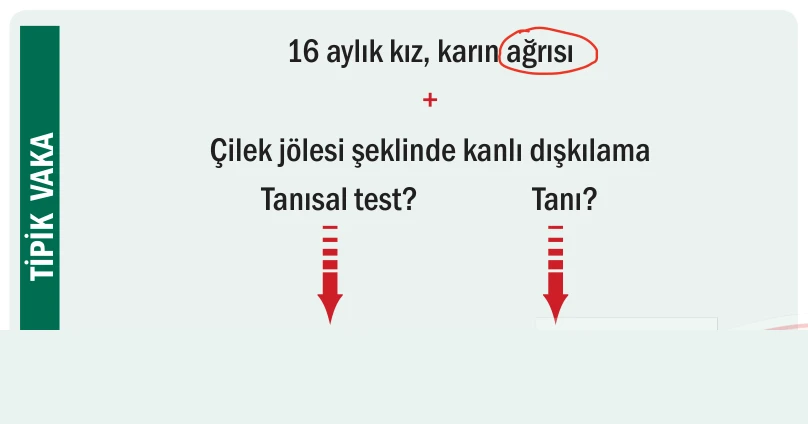 TİPİK VAKA
16 aylık kız, karın ağrısı
+
Çilek jölesi şeklinde kanlı dışkılama
Tanısal test? Tanı?